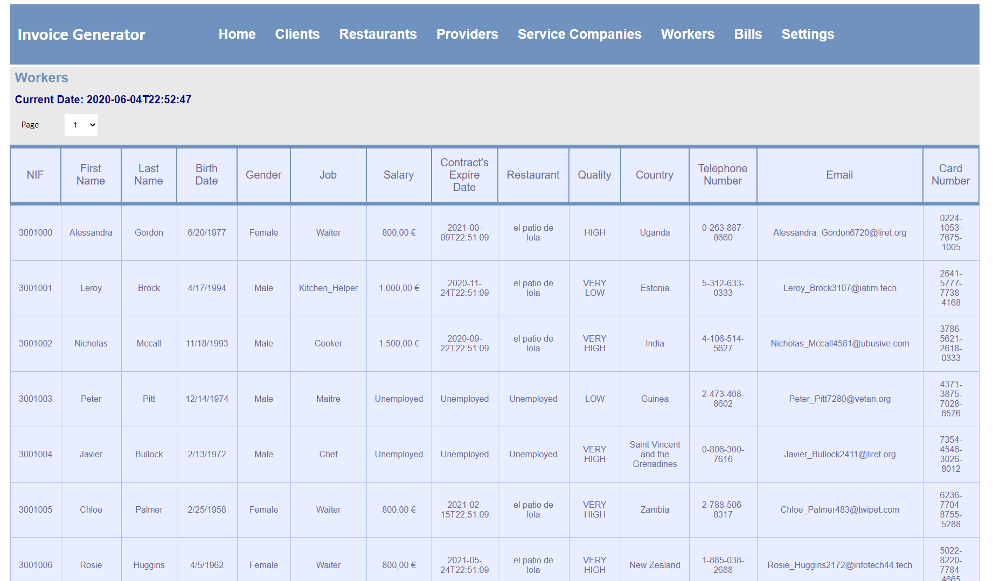 Invoice Generator Home Clients Restaurants Providers Service Companies Workers Bills Settings
Workers
Current Date: 2020-06-04T22:52:47
Page 1
NIF
First
Name
Last
Name
Birth
Date
Gender
Job
Salary
Contract's
Expire
Date
Restaurant
Quality
Country
Telephone
Number
Email
Card
Number
3001000
Alessandra
Gordon
6/20/1977
Female
Waiter
800,00 €
2021-00-
09T22:51:09
el patio de
lola
HIGH
Uganda
0-263-887-
8660
Alessandra_Gordon6720@liret.org
0224-
1053-
7675-
1005
3001001
Leroy
Brock
4/17/1994
Male
Kitchen_Helper
1.000,00 €
2020-11-
24T22:51:09
el patio de
lola
VERY
LOW
Estonia
5-312-633-
0333
Leroy_Brock3107@iatim.tech
2641-
5777-
7738-
4168
3001002
Nicholas
Mccall
11/18/1993
Male
Cooker
1.500,00 €
2020-09-
22T22:51:09
el patio de
lola
VERY
HIGH
India
4-106-514-
5627
Nicholas_Mccall4581@ubusive.com
3786-
5621-
2618-
0333
3001003
Peter
Pitt
12/14/1974
Male
Maitre
Unemployed
Unemployed
Unemployed
LOW
Guinea
2-473-408-
8602
Peter_Pitt7280@vetan.org
4371-
3875-
7028-
6576
3001004
Javier
Bullock
2/13/1972
Male
Chef
Unemployed
Unemployed
Unemployed
VERY
HIGH
Saint Vincent
and the
Grenadines
0-806-300-
7616
Javier_Bullock2411@liret.org
7354-
4546-
3026-
8012
3001005
Chloe
Palmer
2/25/1958
Female
Waiter
800,00 €
2021-02-
15T22:51:09
el patio de
lola
VERY
HIGH
Zambia
2-788-506-
8317
Chloe_Palmer483@twipet.com
6236-
7704-
8755-
5288
3001006
Rosie
Huggins
4/5/1962
Female
Waiter
800,00 €
2021-05-
24T22:51:09
el patio de
lola
VERY
HIGH
New Zealand
1-885-038-
2688
Rosie_Huggins2172@infotech44.tech
5022-
8220-
7784-
4665